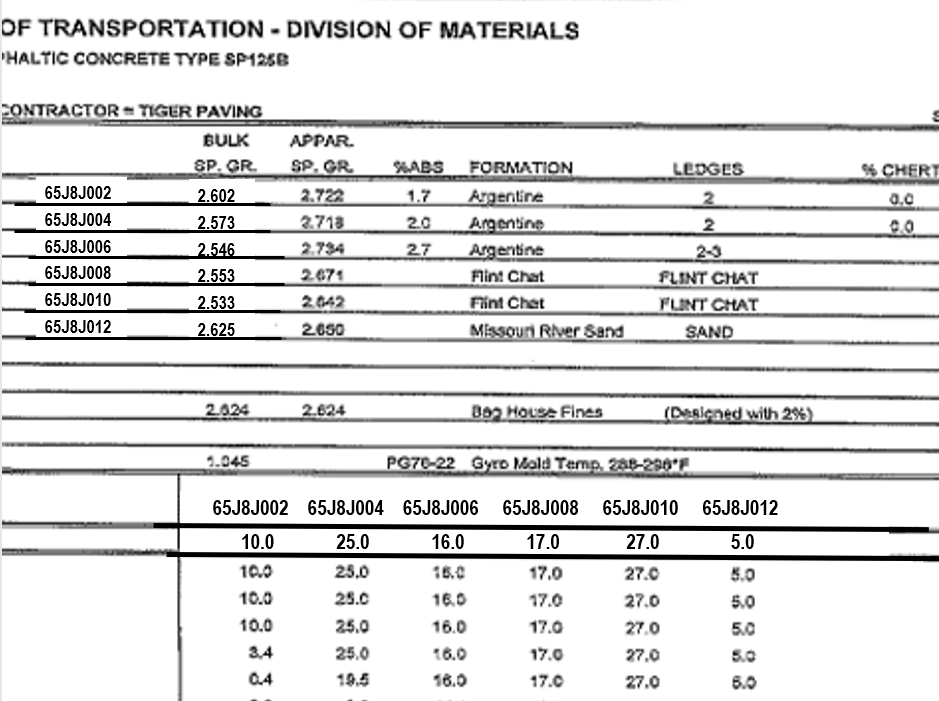 OF TRANSPORTATION - DIVISION OF MATERIALS
PHALTIC CONCRETE TYPE SP125B
CONTRACTOR = TIGER PAVING
BULK APPAR.
SP. GR. SP. GR. %ABS FORMATION LEDGES % CHERT
65J8J002 2.602 2.722 1.7 Argentine 2 0.0
65J8J004 2.573 2.718 2.0 Argentine 2 0.0
65J8J006 2.546 2.734 2.7 Argentine 2-3
65J8J008 2.553 2.671 Flint Chat FLINT CHAT
65J8J010 2.533 2.642 Flint Chat FLINT CHAT
65J8J012 2.625 2.650 Missouri River Sand SAND
2.624 2.624 Bag House Fines (Designed with 2%)
1.045 PG76-22 Gyro Mold Temp. 288-298°F
65J8J002 65J8J004 65J8J006 65J8J008 65J8J010 65J8J012
10.0 25.0 16.0 17.0 27.0 5.0
10.0 25.0 16.0 17.0 27.0 5.0
10.0 25.0 16.0 17.0 27.0 5.0
10.0 25.0 16.0 17.0 27.0 5.0
3.4 25.0 16.0 17.0 27.0 5.0
0.4 19.5 16.0 17.0 27.0 5.0